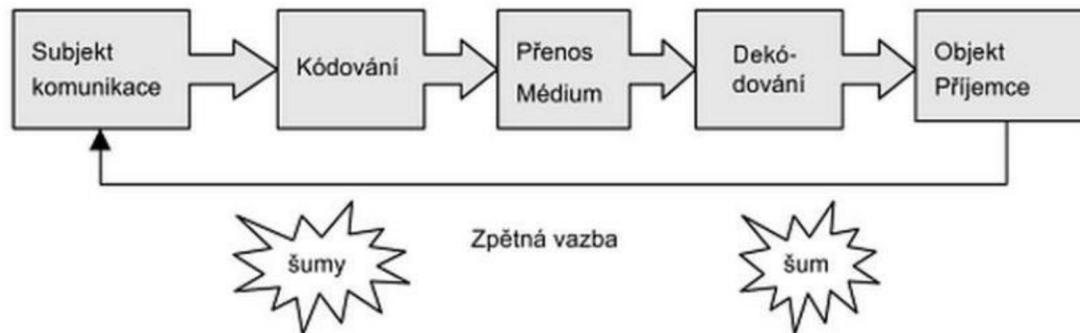 Subjekt
komunikace
Kódování
Přenos
Médium
Dekó-
dování
Objekt
Příjemce
Zpětná vazba
šumy
šum